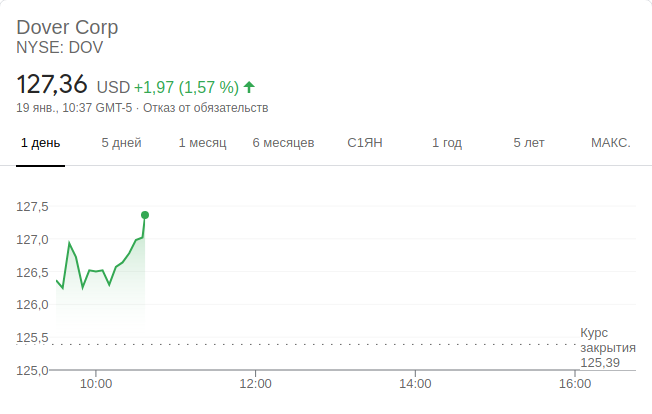 Dover Corp
NYSE: DOV
127,36 USD +1,97 (1,57 %)
19 янв., 10:37 GMT-5 · Отказ от обязательств
1 день 5 дней 1 месяц 6 месяцев С1ЯН 1 год 5 лет МАКС.
127,5
127,0
126,5
126,0
125,5
125,0
Курс
закрытия
125,39
10:00 12:00 14:00 16:00